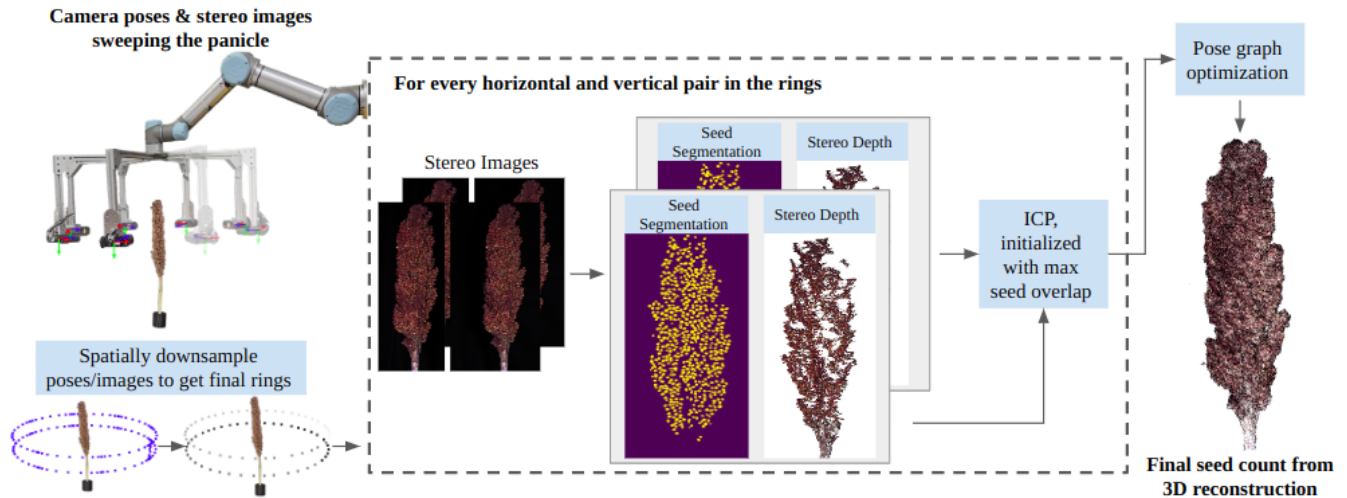 Camera poses & stereo images
sweeping the panicle
Spatially downsample
poses/images to get final rings
For every horizontal and vertical pair in the rings
Stereo Images
Seed
Segmentation
Stereo Depth
Seed
Segmentation
Stereo Depth
ICP,
initialized
with max
seed overlap
Pose graph
optimization
Final seed count from
3D reconstruction